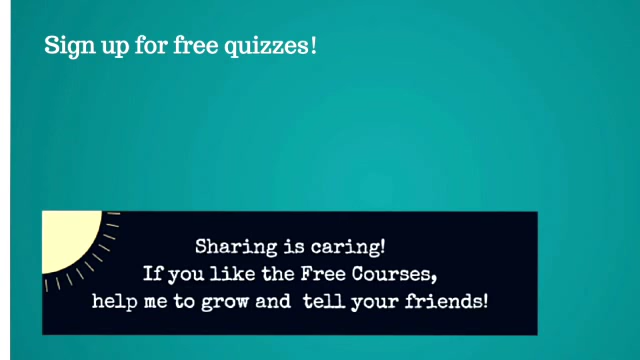 Sign up for free quizzes!
Sharing is caring!
If you like the Free Courses,
help me to grow and tell your friends!